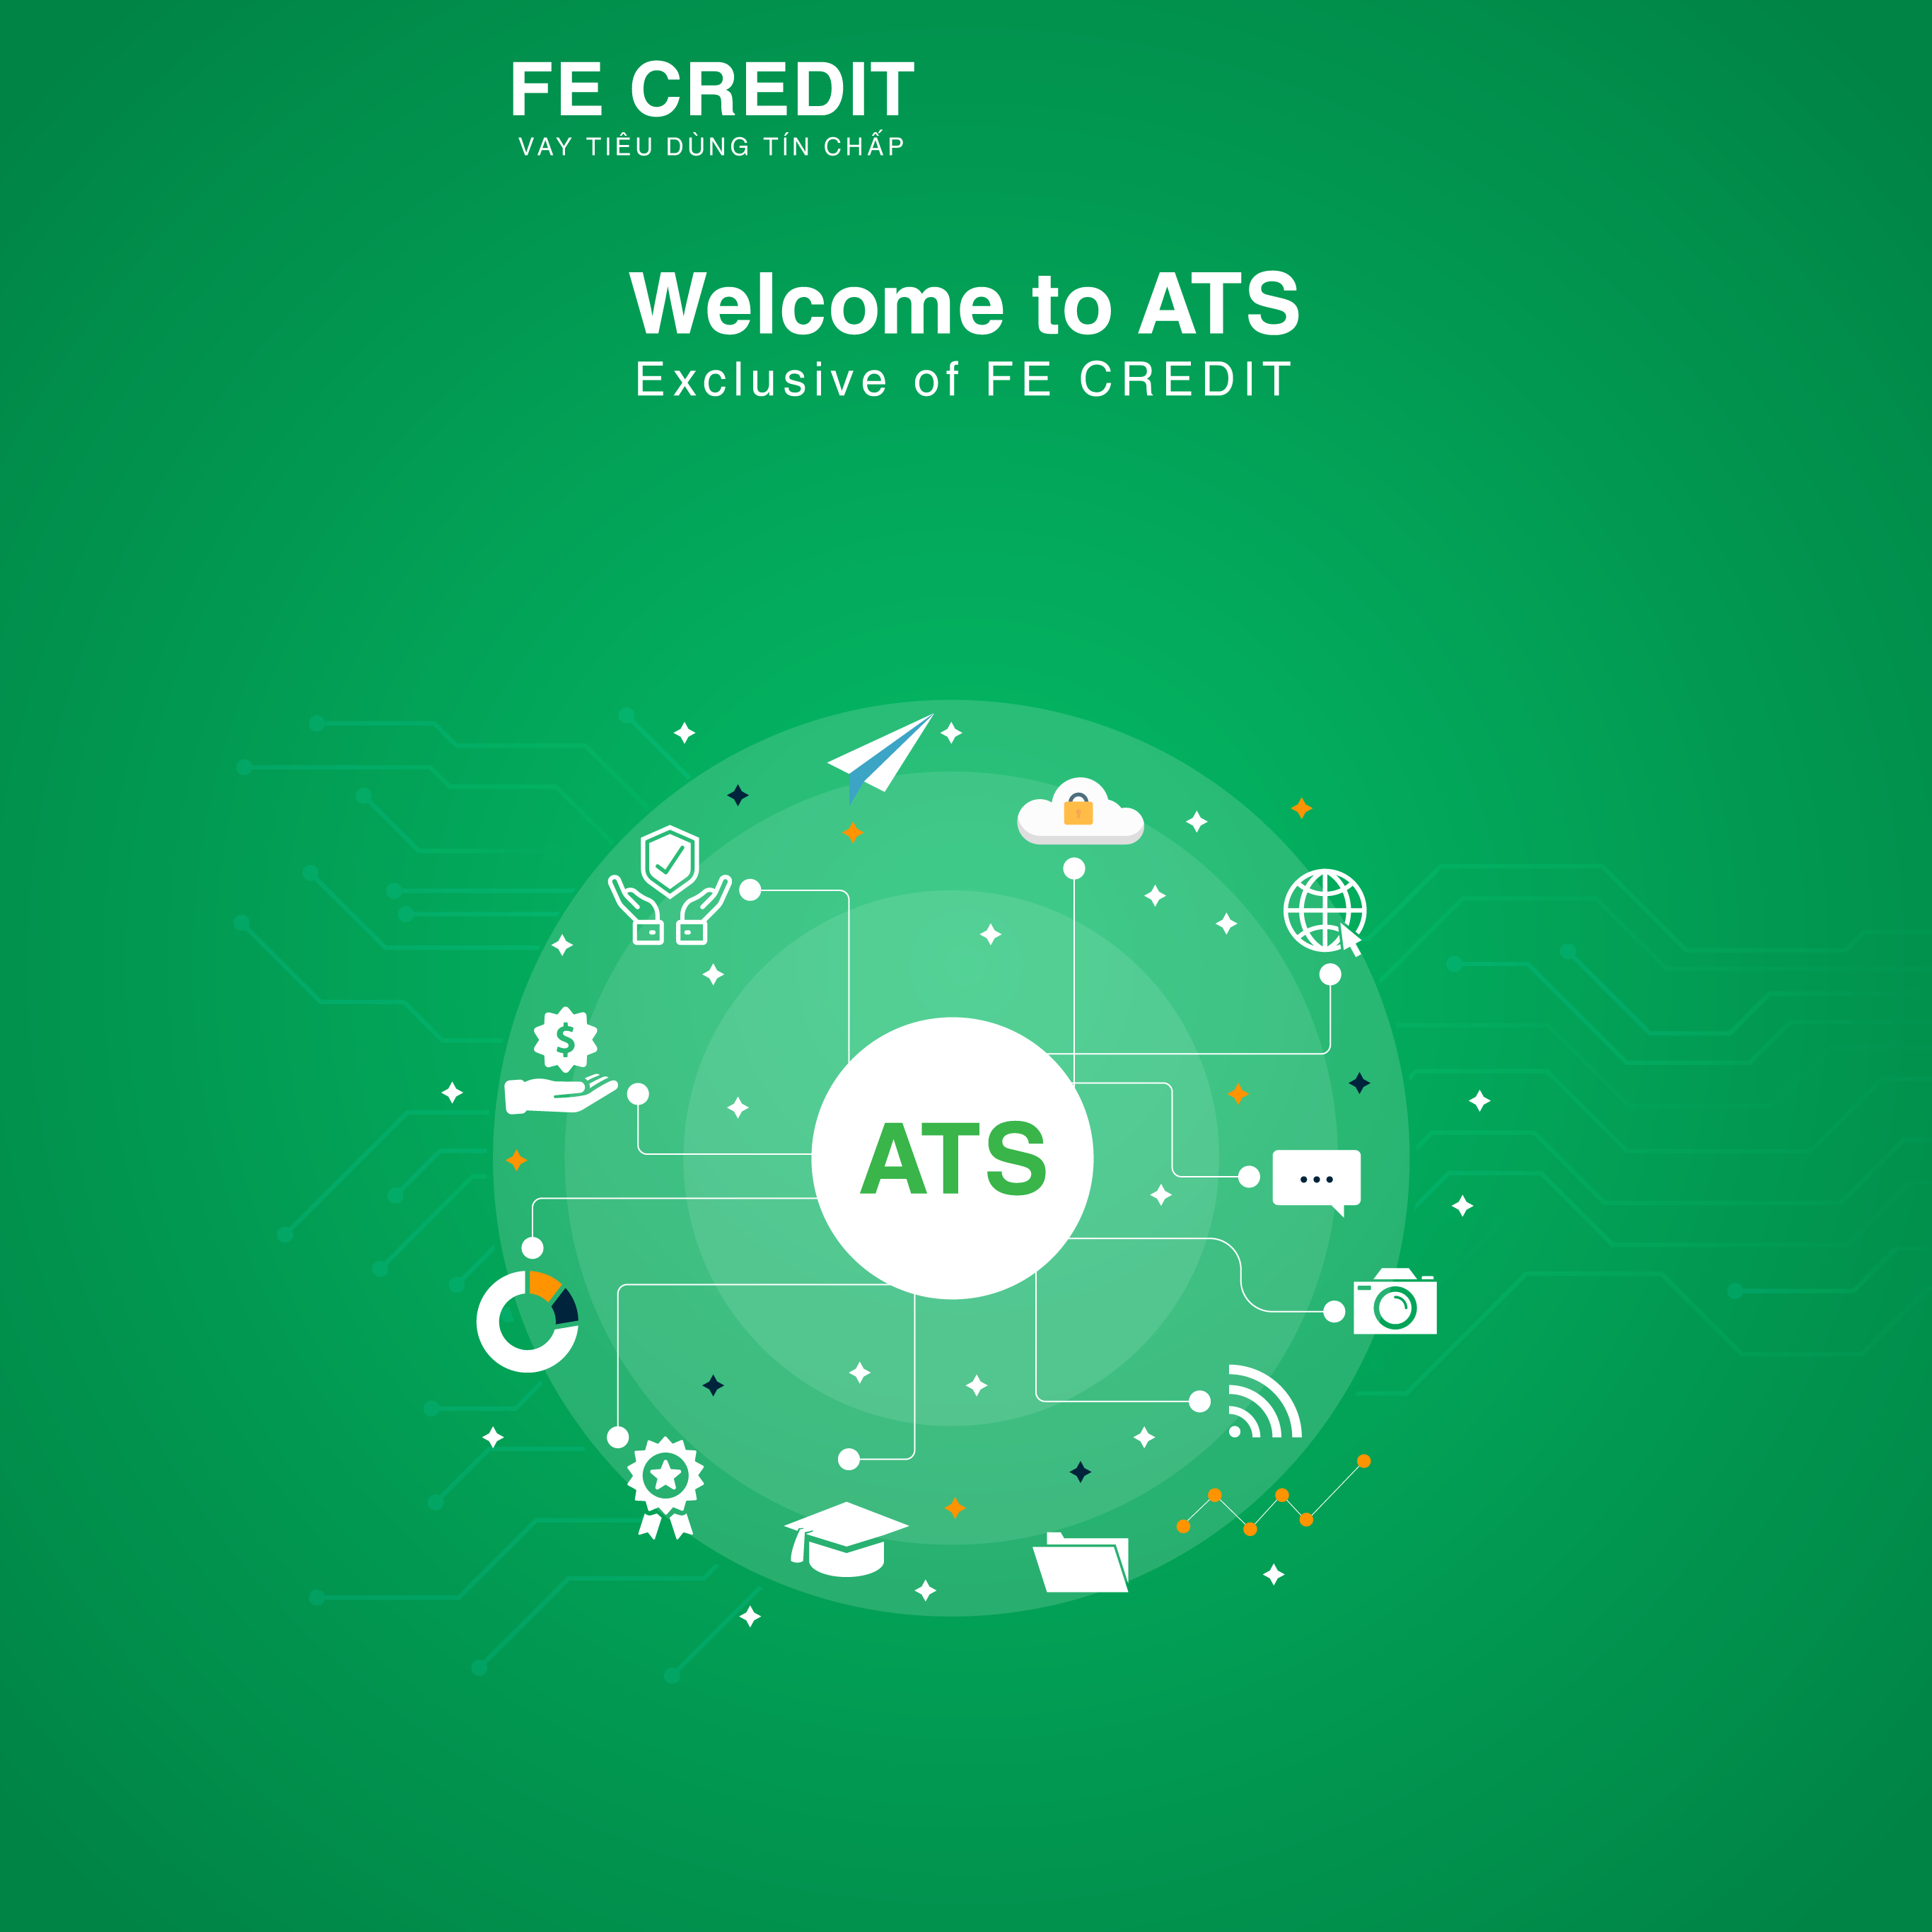 FE CREDIT
VAY TIÊU DÙNG TÍN CHẤP
Welcome to ATS
Exclusive of FE CREDIT
$
ATS